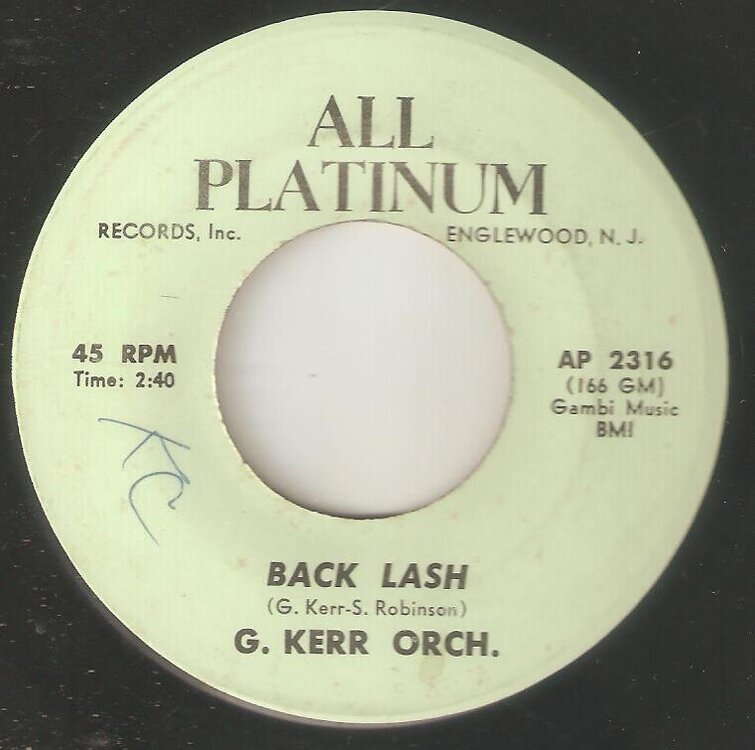 ALL
PLATINUM
RECORDS, Inc. ENGLEWOOD, N. J.
45 RPM
Time: 2:40
AP 2316
(166 GM)
Gambi Music
BMI
KC
BACK LASH
(G. Kerr-S. Robinson)
G. KERR ORCH.